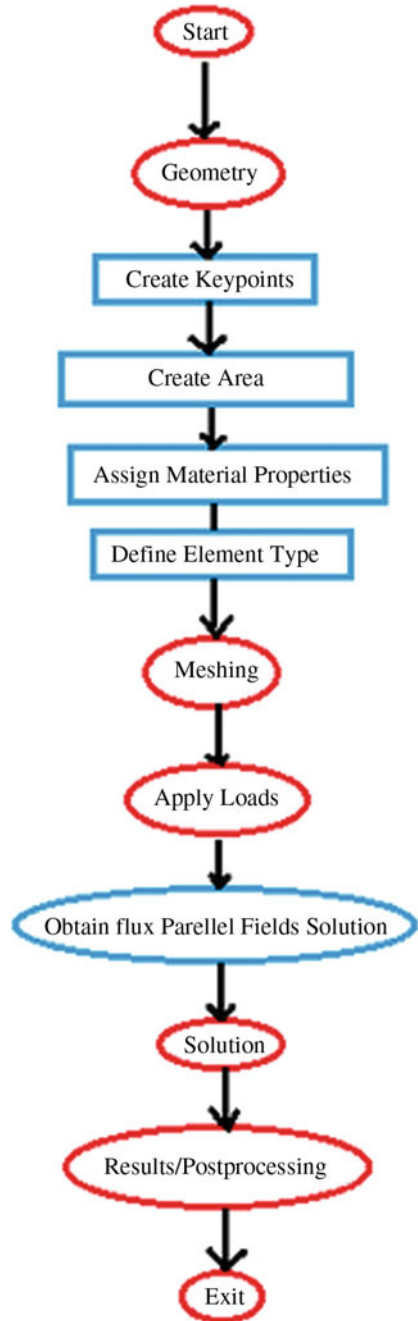 Start
Geometry
Create Keypoints
Create Area
Assign Material Properties
Define Element Type
Meshing
Apply Loads
Obtain flux Parellel Fields Solution
Solution
Results/Postprocessing
Exit